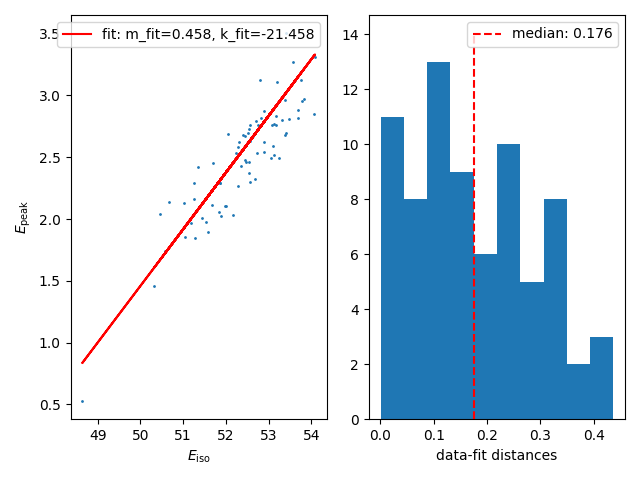 3.5
3.0
2.5
2.0
1.5
1.0
0.5
E_peak
49 50 51 52 53 54
E_iso
fit: m_fit=0.458, k_fit=-21.458
14
12
10
8
6
4
2
0
0.0 0.1 0.2 0.3 0.4
data-fit distances
median: 0.176